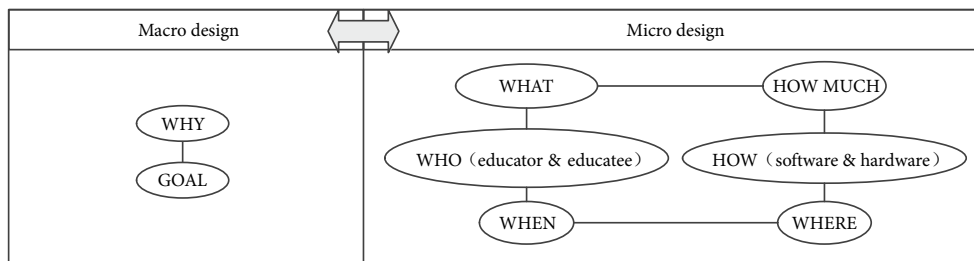 Macro design
Micro design
WHY
GOAL
WHAT
HOW MUCH
WHO（educator & educatee）
HOW（software & hardware）
WHEN
WHERE